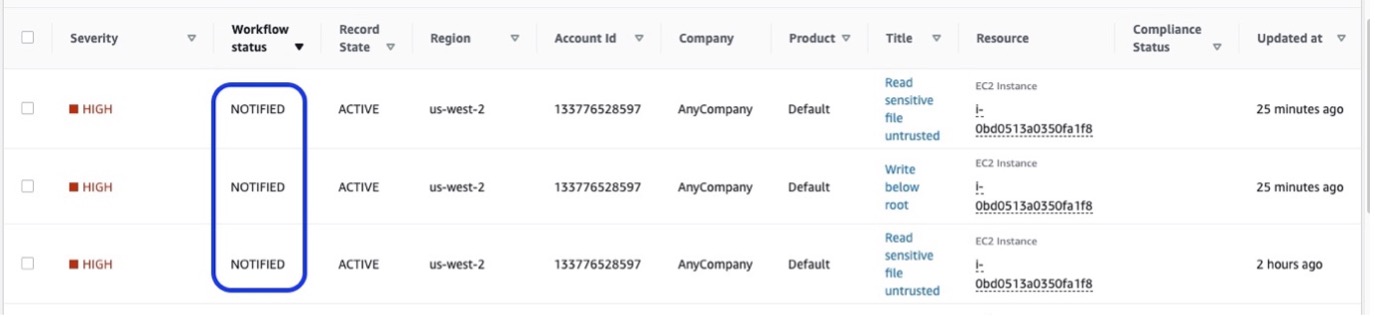 Severity
Workflow status
Record State
Region
Account Id
Company
Product
Title
Resource
Compliance Status
Updated at
HIGH
NOTIFIED
ACTIVE
us-west-2
133776528597
AnyCompany
Default
Read
sensitive
file
untrusted
EC2 Instance
i-
0bd0513a0350fa1f8
25 minutes ago
HIGH
NOTIFIED
ACTIVE
us-west-2
133776528597
AnyCompany
Default
Write
below
root
EC2 Instance
i-
0bd0513a0350fa1f8
25 minutes ago
HIGH
NOTIFIED
ACTIVE
us-west-2
133776528597
AnyCompany
Default
Read
sensitive
file
untrusted
EC2 Instance
i-
0bd0513a0350fa1f8
2 hours ago